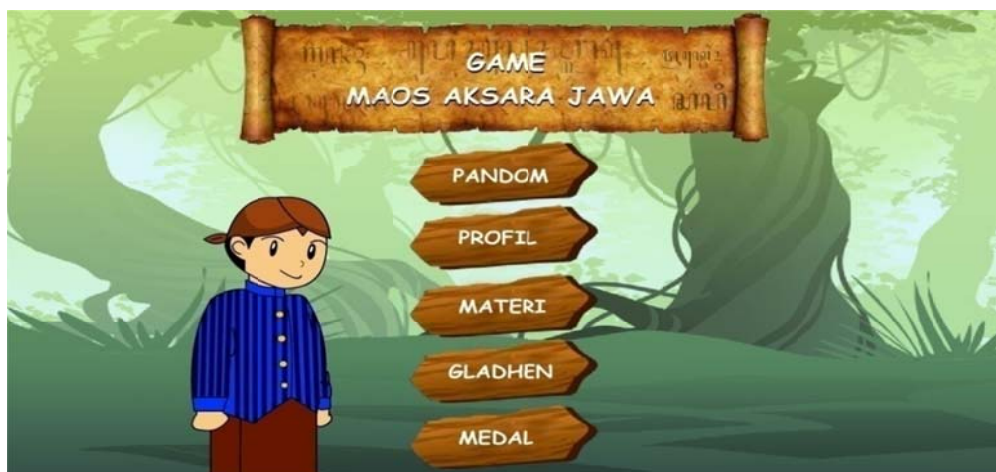 GAME
MAOS AKSARA JAWA
PANDOM
PROFIL
MATERI
GLADHEN
MEDAL